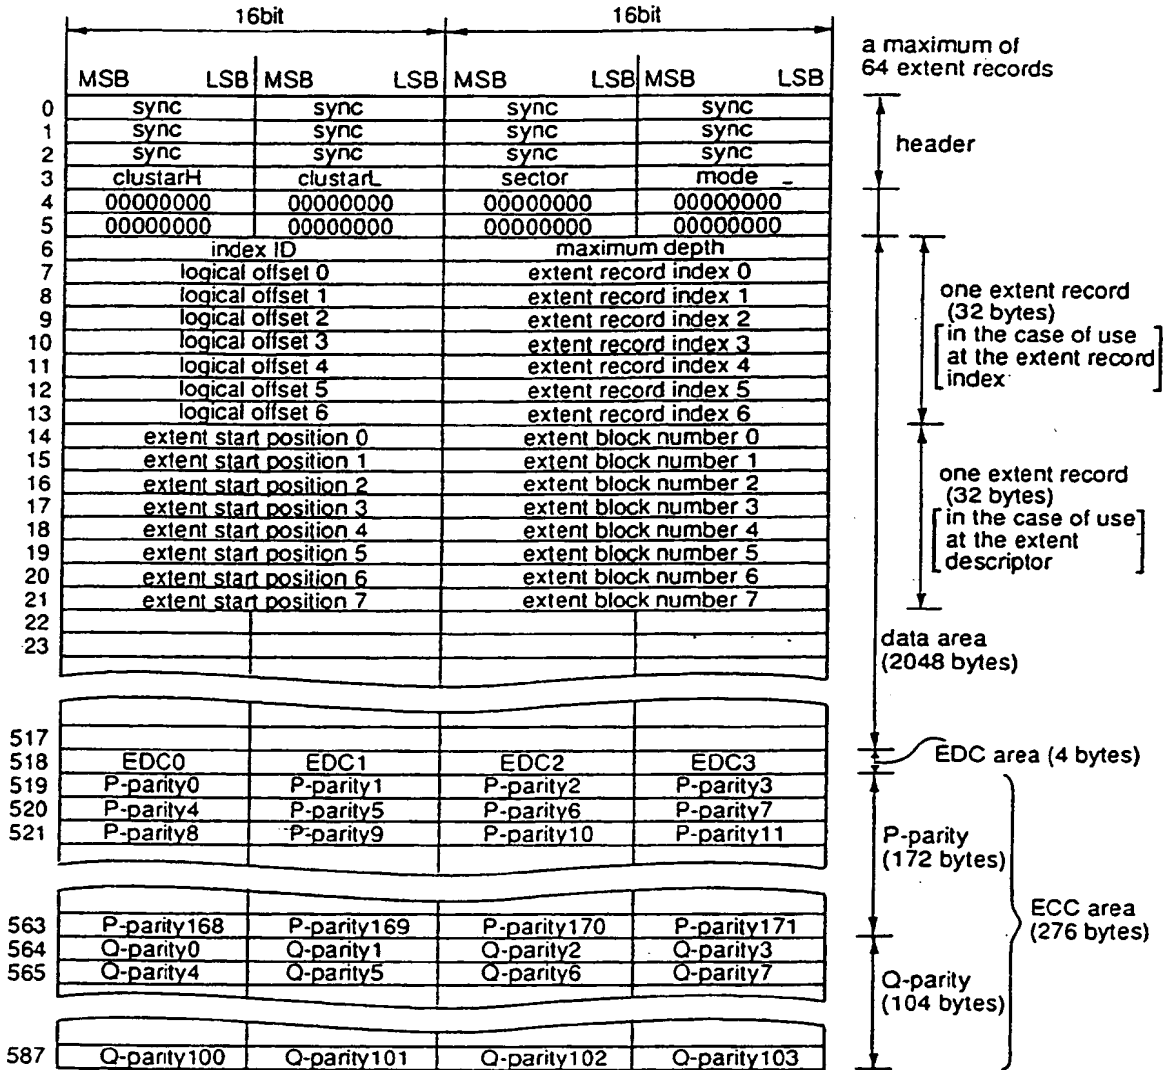 16bit 16bit
a maximum of
64 extent records
MSB LSB MSB LSB MSB LSB MSB LSB
0 sync sync sync sync
1 sync sync sync sync
2 sync sync sync sync
3 clustarH clustarL sector mode
4 00000000 00000000 00000000 00000000
5 00000000 00000000 00000000 00000000
header
6 index ID maximum depth
7 logical offset 0 extent record index 0
8 logical offset 1 extent record index 1
9 logical offset 2 extent record index 2
10 logical offset 3 extent record index 3
11 logical offset 4 extent record index 4
12 logical offset 5 extent record index 5
13 logical offset 6 extent record index 6
one extent record
(32 bytes)
[in the case of use
at the extent record
index]
14 extent start position 0 extent block number 0
15 extent start position 1 extent block number 1
16 extent start position 2 extent block number 2
17 extent start position 3 extent block number 3
18 extent start position 4 extent block number 4
19 extent start position 5 extent block number 5
20 extent start position 6 extent block number 6
21 extent start position 7 extent block number 7
one extent record
(32 bytes)
[in the case of use
at the extent
descriptor]
22
23
data area
(2048 bytes)
517
518 EDC0 EDC1 EDC2 EDC3
EDC area (4 bytes)
519 P-parity0 P-parity1 P-parity2 P-parity3
520 P-parity4 P-parity5 P-parity6 P-parity7
521 P-parity8 P-parity9 P-parity10 P-parity11
P-parity
(172 bytes)
563 P-parity168 P-parity169 P-parity170 P-parity171
564 Q-parity0 Q-parity1 Q-parity2 Q-parity3
565 Q-parity4 Q-parity5 Q-parity6 Q-parity7
ECC area
(276 bytes)
Q-parity
(104 bytes)
587 Q-parity100 Q-parity101 Q-parity102 Q-parity103